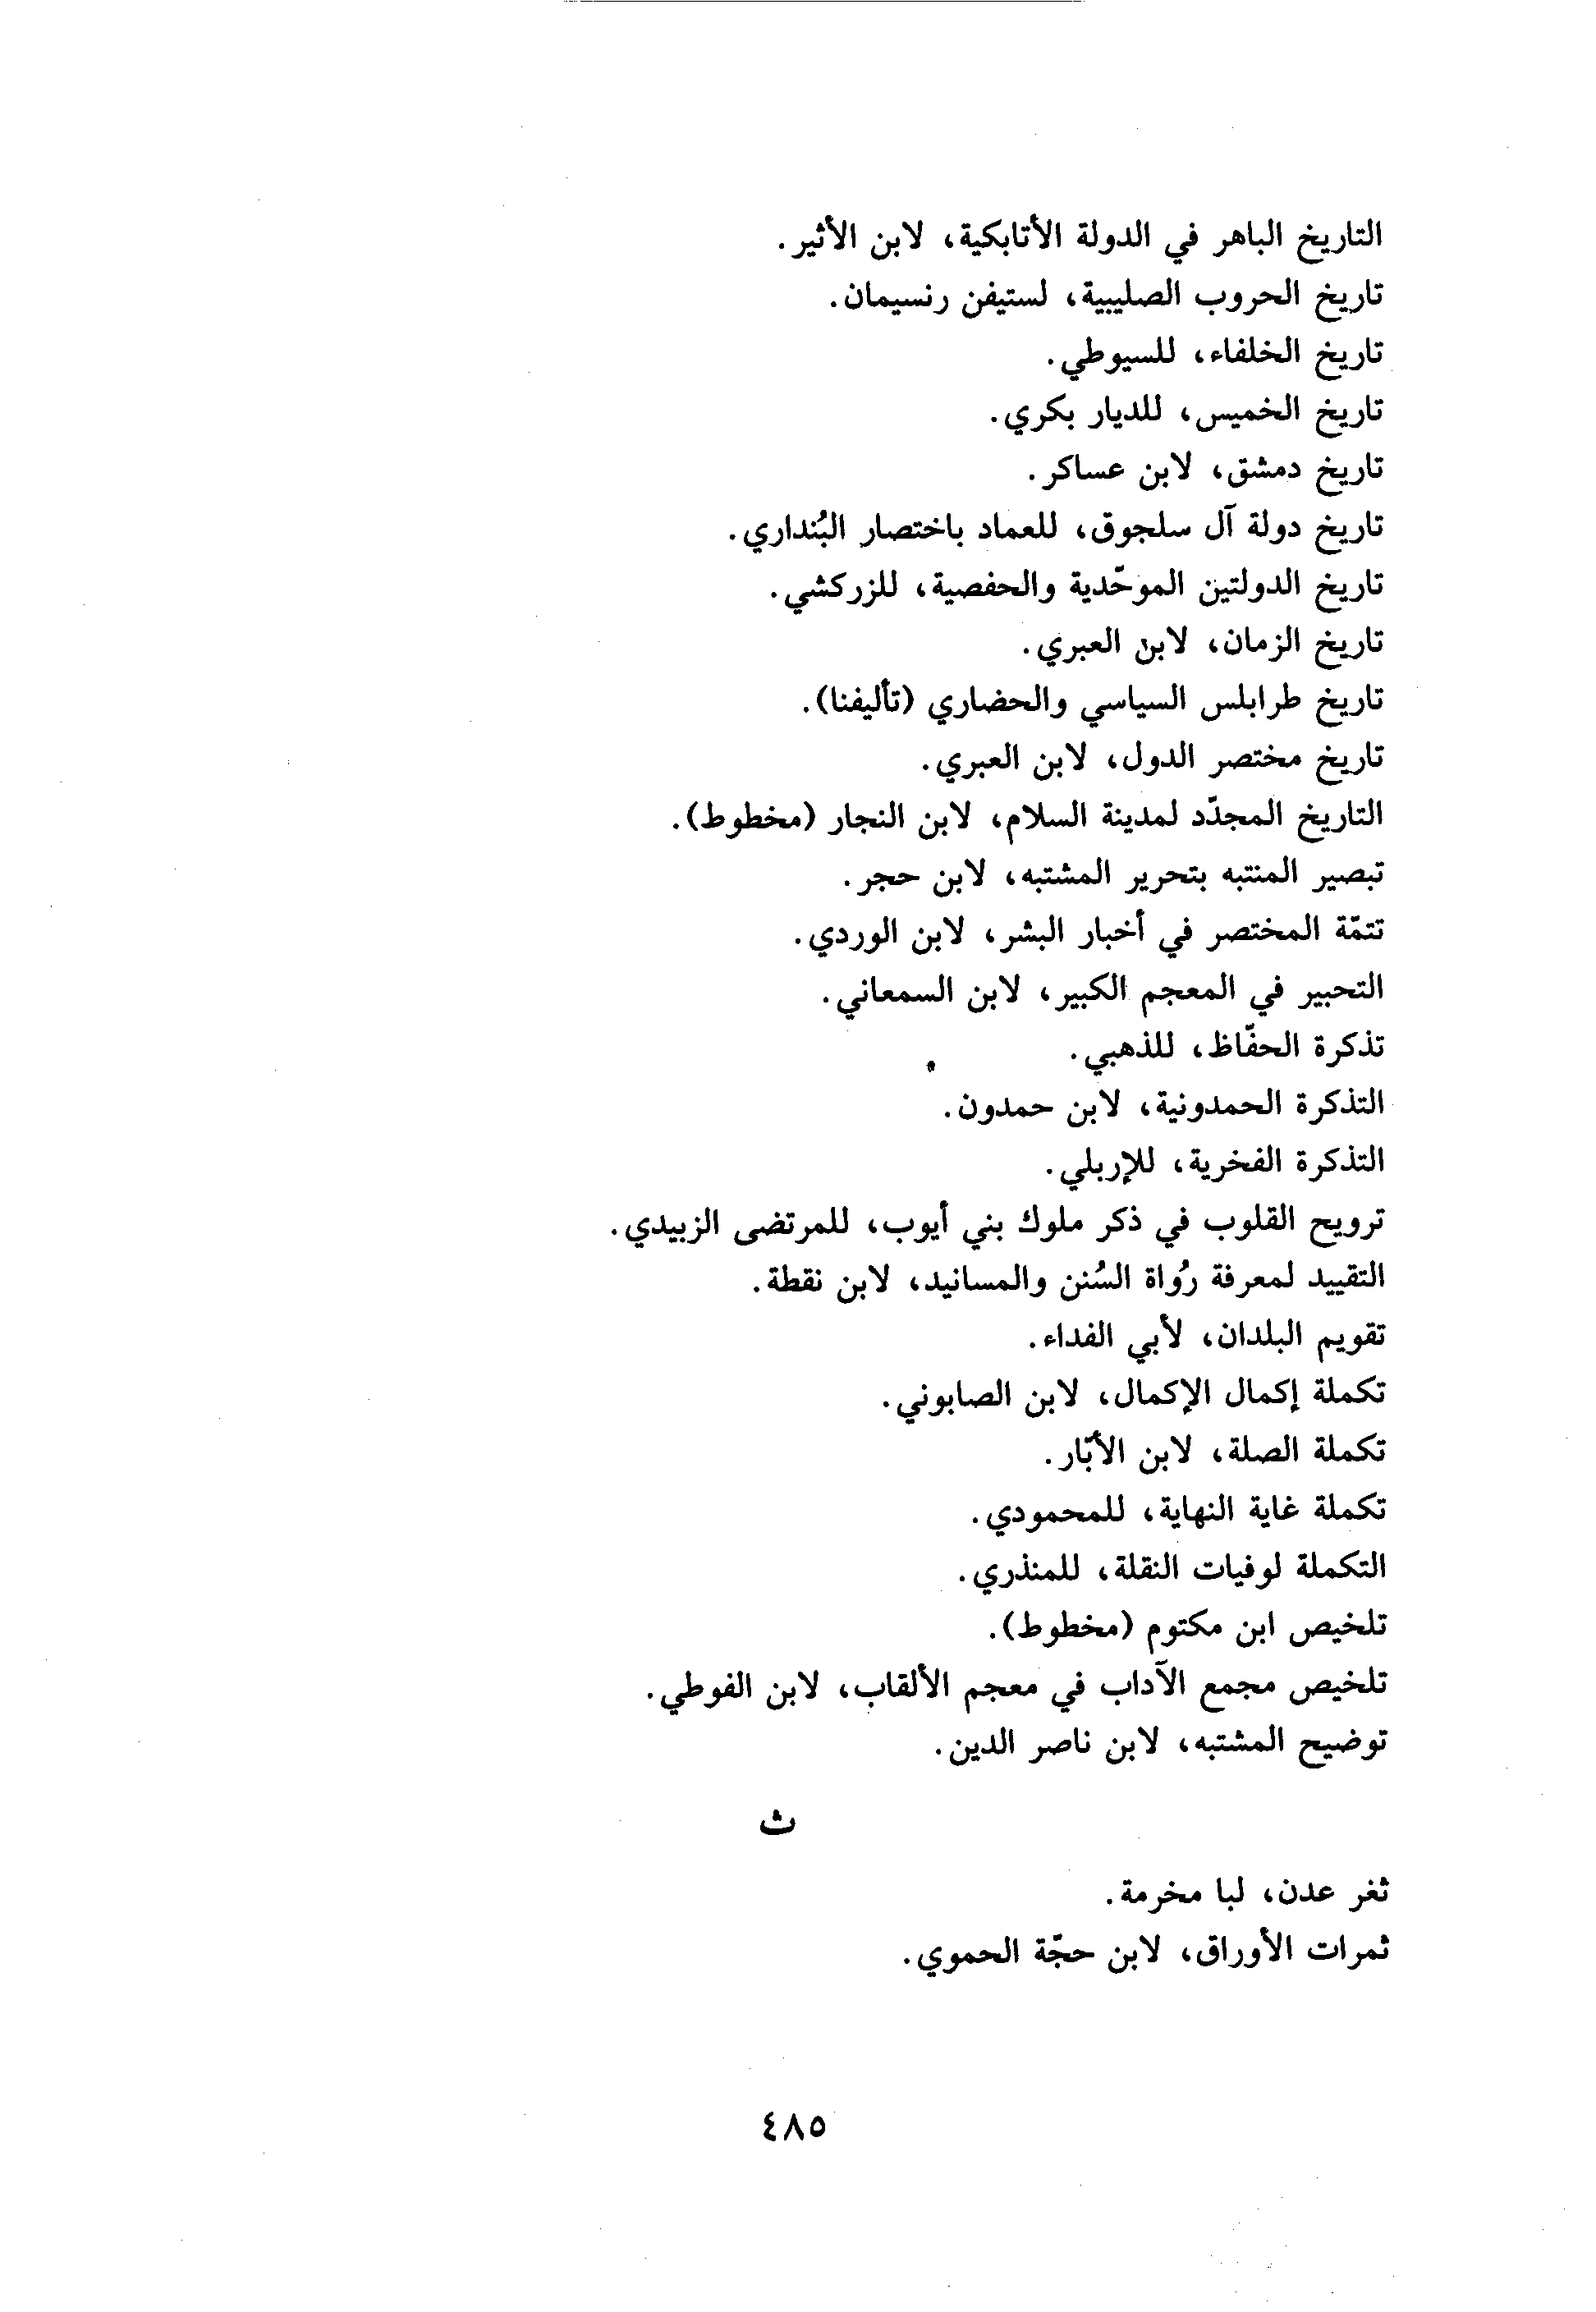 التاريخ الباهر في الدولة الأتابكية، لابن الأثير.
تاريخ الحروب الصليبية، لستيفن رنسيمان.
تاريخ الخلفاء، للسيوطي.
تاريخ الخميس، للديار بكري.
تاريخ دمشق، لابن عساكر.
تاريخ دولة آل سلجوق، للعماد باختصار البُنداري.
تاريخ الدولتين الموحّدية والحفصية، للزركشي.
تاريخ الزمان، لابن العبري.
تاريخ طرابلس السياسي والحضاري (تأليفنا).
تاريخ مختصر الدول، لابن العبري.
التاريخ المجدّد لمدينة السلام، لابن النجار (مخطوط).
تبصير المنتبه بتحرير المشتبه، لابن حجر.
تتمّة المختصر في أخبار البشر، لابن الوردي.
التحبير في المعجم الكبير، لابن السمعاني.
تذكرة الحفّاظ، للذهبي.
التذكرة الحمدونية، لابن حمدون.
التذكرة الفخرية، للإربلي.
ترويح القلوب في ذكر ملوك بني أيوب، للمرتضى الزبيدي.
التقييد لمعرفة رُواة السُنن والمسانيد، لابن نقطة.
تقويم البلدان، لأبي الفداء.
تكملة إكمال الإكمال، لابن الصابوني.
تكملة الصلة، لابن الأبّار.
تكملة غاية النهاية، للمحمودي.
التكملة لوفيات النقلة، للمنذري.
تلخيص ابن مكتوم (مخطوط).
تلخيص مجمع الآداب في معجم الألقاب، لابن الفوطي.
توضيح المشتبه، لابن ناصر الدين.
ث
ثغر عدن، لبا مخرمة.
ثمرات الأوراق، لابن حجّة الحموي.
٤٨٥